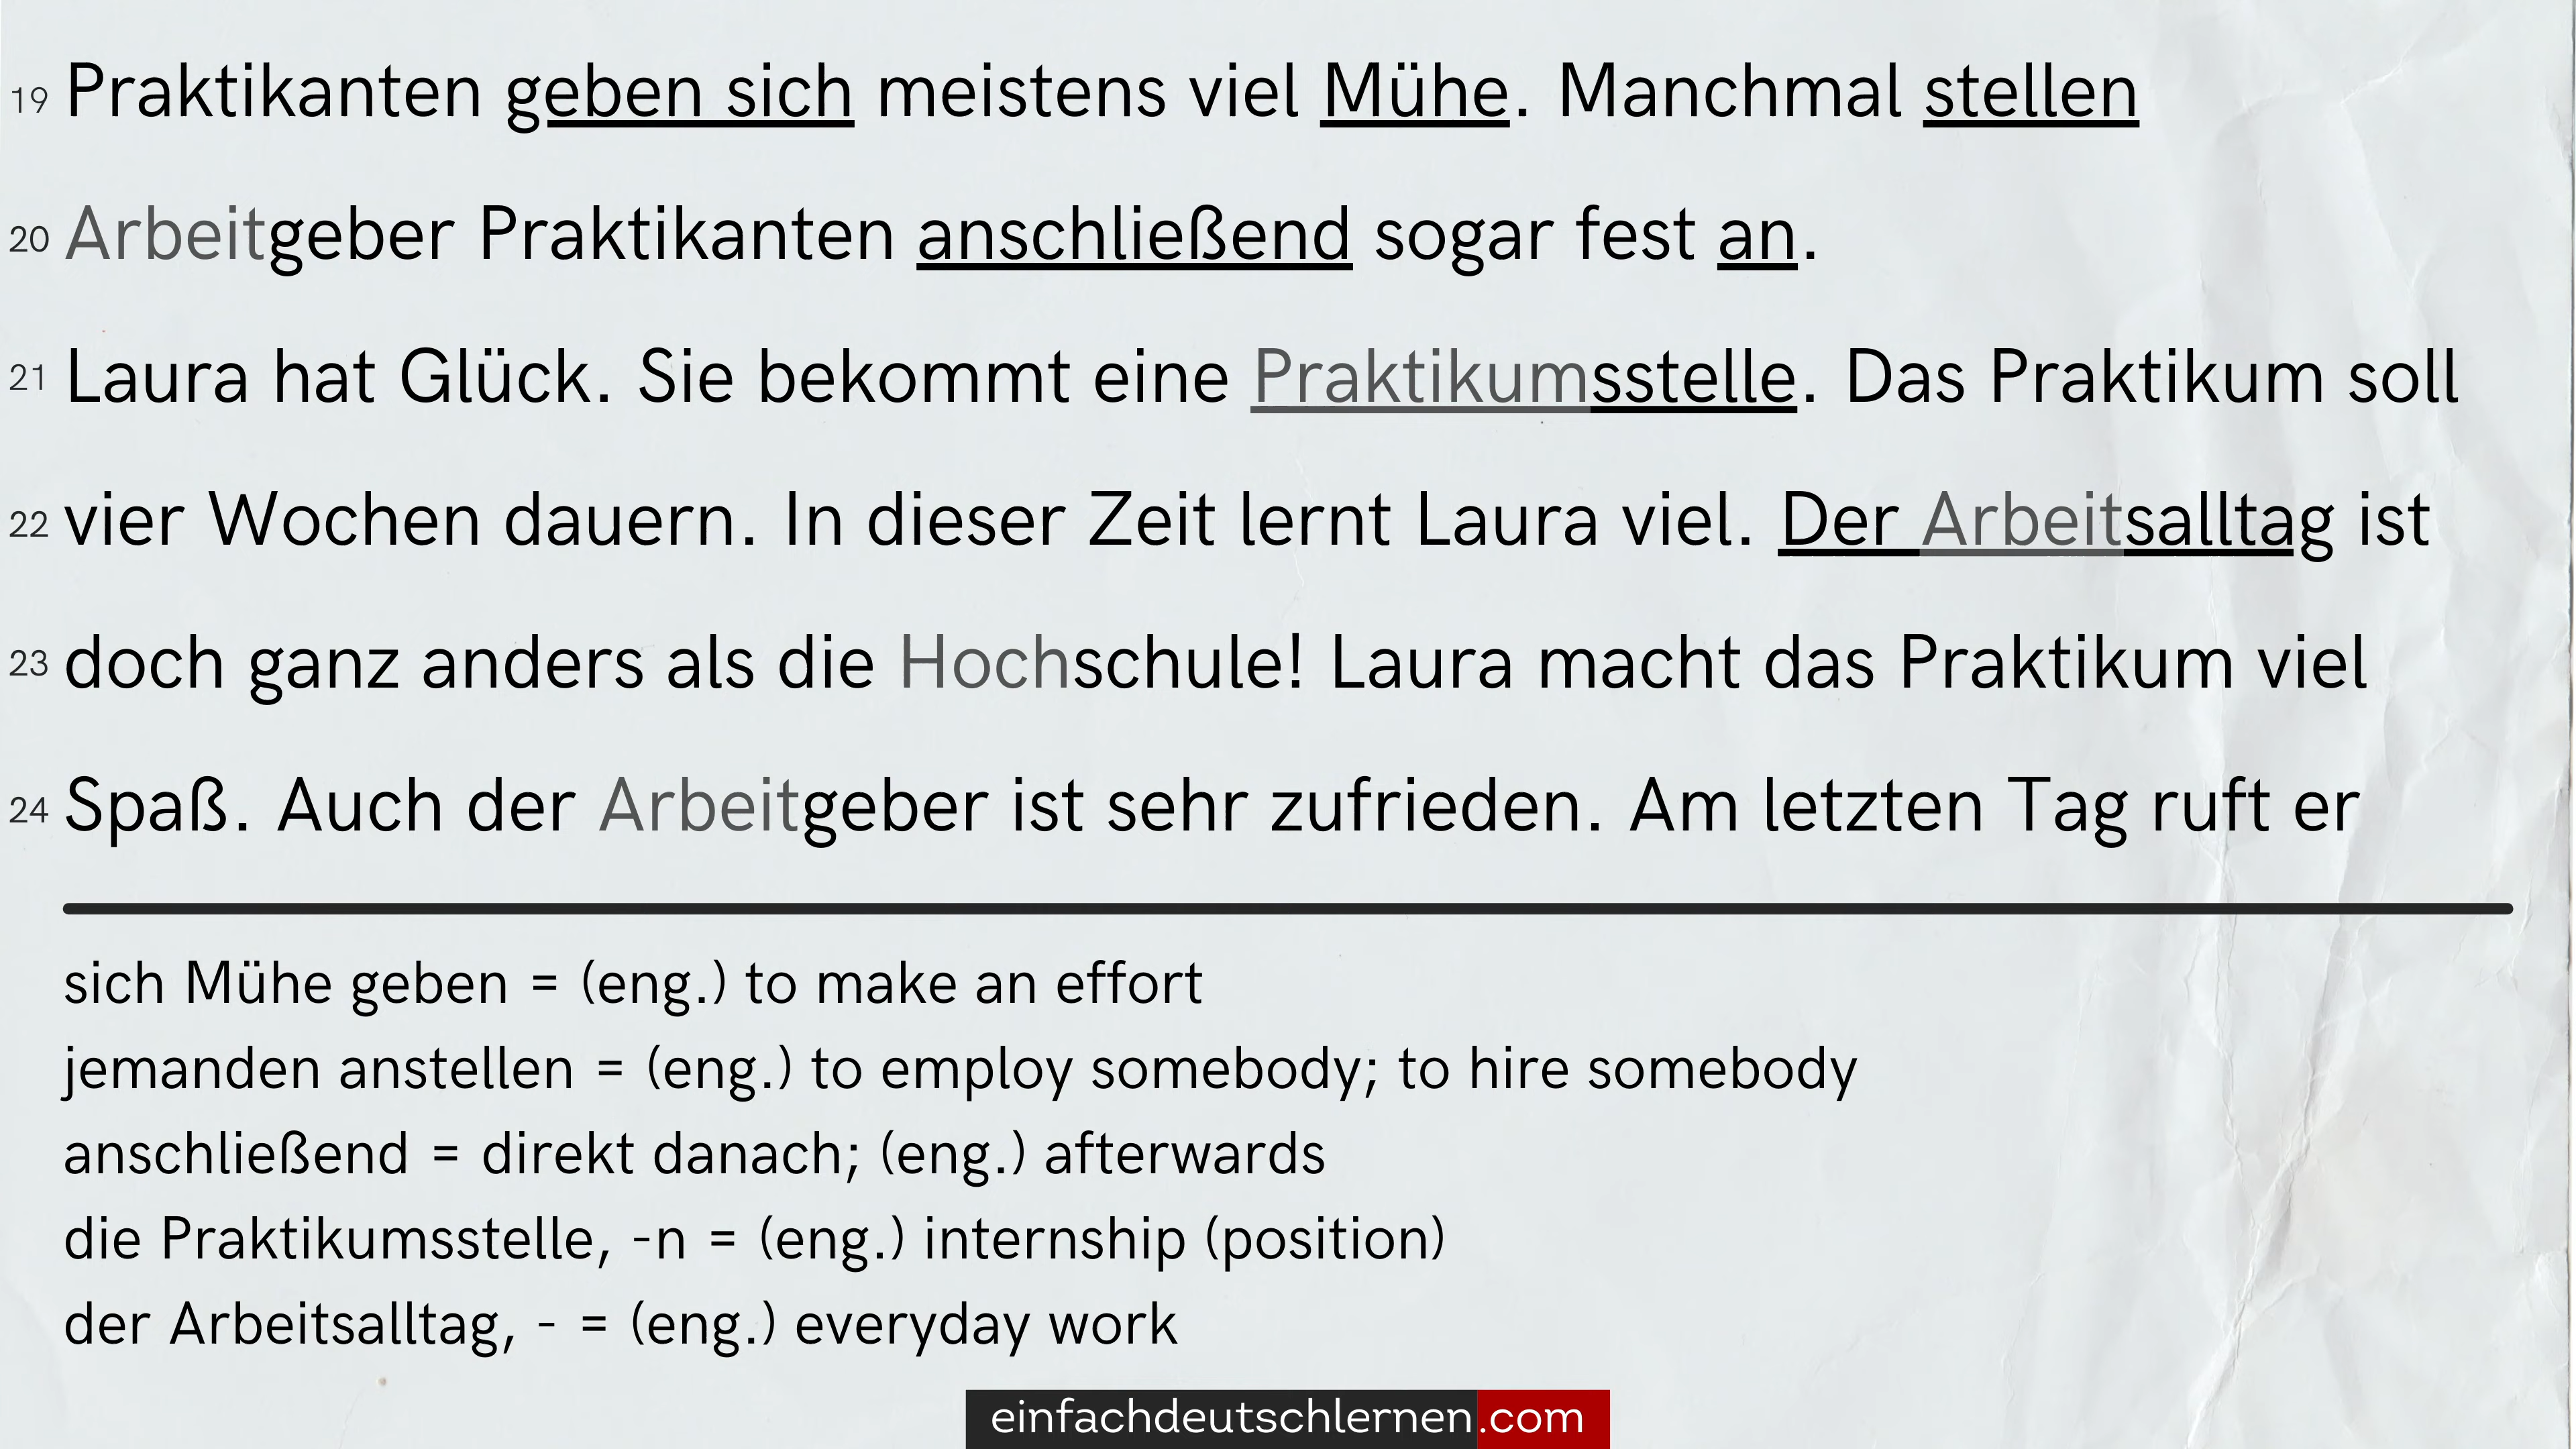 19 Praktikanten geben sich meistens viel Mühe. Manchmal stellen
20 Arbeitgeber Praktikanten anschließend sogar fest an.
21 Laura hat Glück. Sie bekommt eine Praktikumsstelle. Das Praktikum soll
22 vier Wochen dauern. In dieser Zeit lernt Laura viel. Der Arbeitsalltag ist
23 doch ganz anders als die Hochschule! Laura macht das Praktikum viel
24 Spaß. Auch der Arbeitgeber ist sehr zufrieden. Am letzten Tag ruft er
sich Mühe geben = (eng.) to make an effort
jemanden anstellen = (eng.) to employ somebody; to hire somebody
anschließend = direkt danach; (eng.) afterwards
die Praktikumsstelle, -n = (eng.) internship (position)
der Arbeitsalltag, - = (eng.) everyday work
einfachdeutschlernen.com